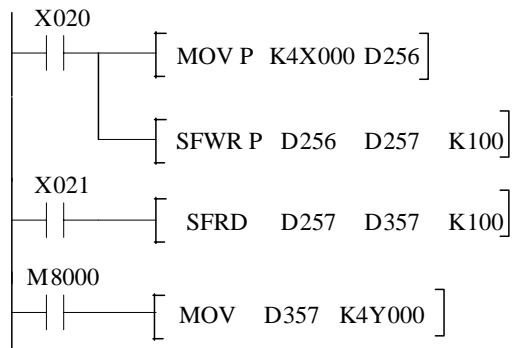 X020
MOV P K4X000 D256
SFWR P D256 D257 K100
X021
SFRD D257 D357 K100
M8000
MOV D357 K4Y000